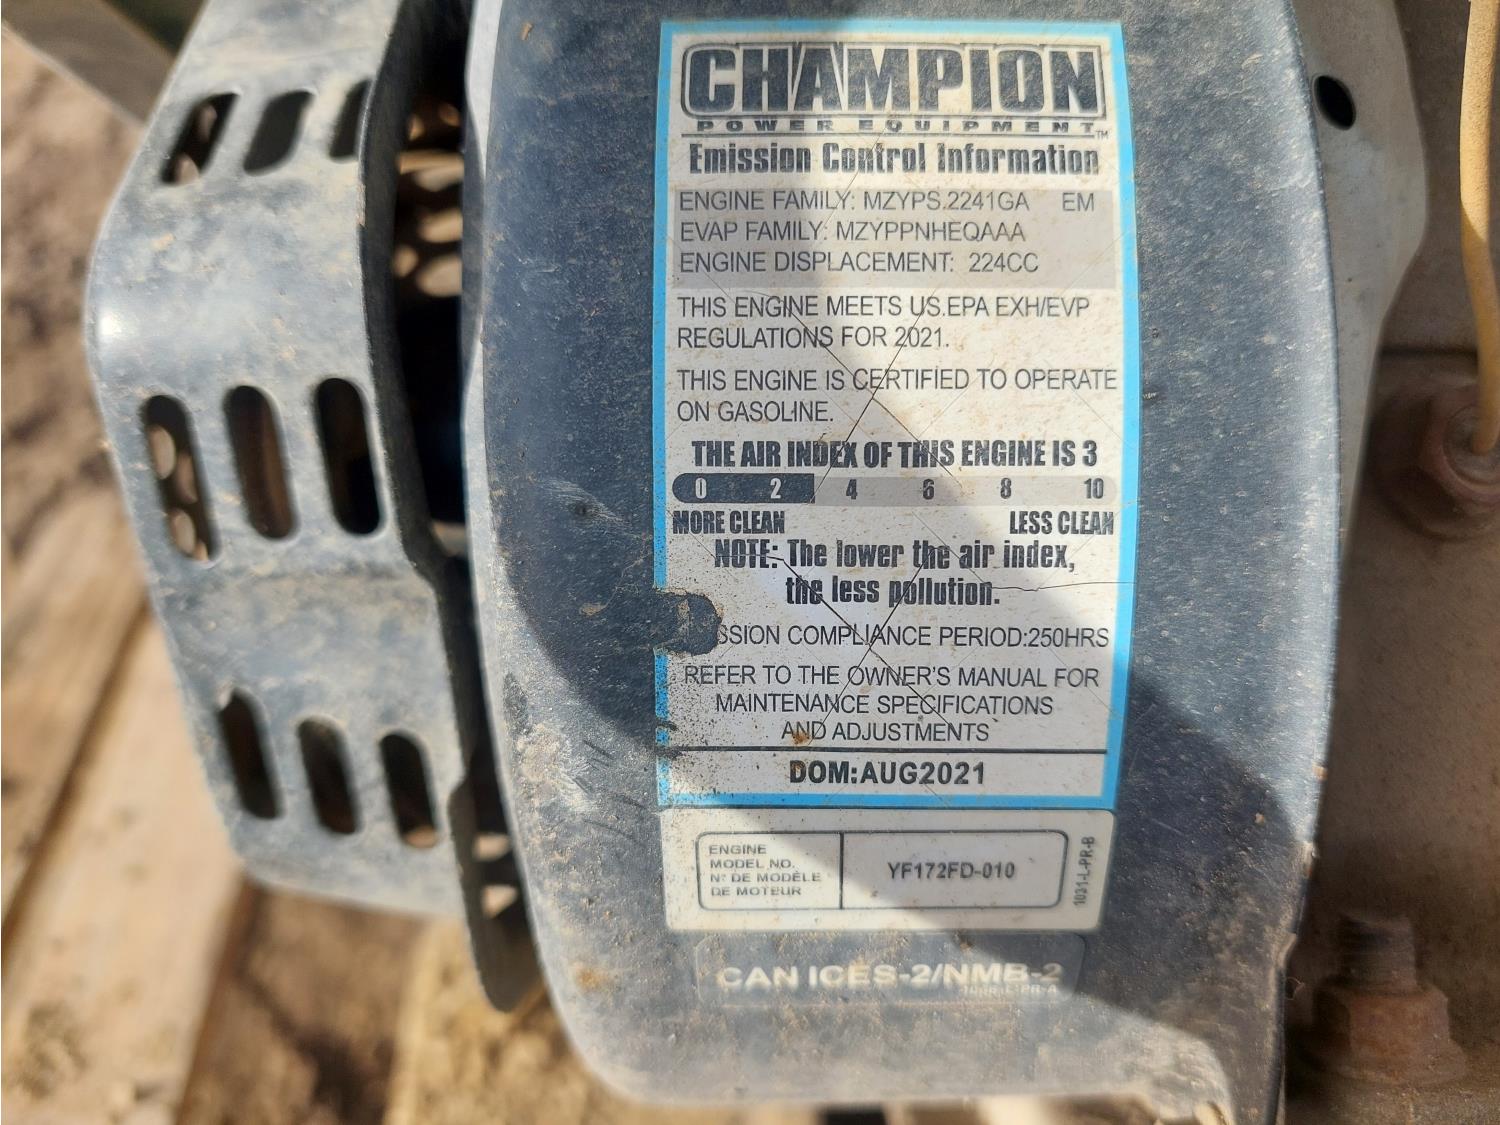 CHAMPION
POWER EQUIPMENT™
Emission Control Information
ENGINE FAMILY: MZYPS.2241GA EM
EVAP FAMILY: MZYPPNHEQAAA
ENGINE DISPLACEMENT: 224CC
THIS ENGINE MEETS US.EPA EXH/EVP
REGULATIONS FOR 2021.
THIS ENGINE IS CERTIFIED TO OPERATE
ON GASOLINE.
THE AIR INDEX OF THIS ENGINE IS 3
0 2 4 6 8 10
MORE CLEAN LESS CLEAN
NOTE: The lower the air index,
the less pollution.
SSION COMPLIANCE PERIOD:250HRS
REFER TO THE OWNER'S MANUAL FOR
MAINTENANCE SPECIFICATIONS
AND ADJUSTMENTS
DOM:AUG2021
ENGINE
MODEL NO.
N° DE MODÈLE
DE MOTEUR
YF172FD-010
1031-L-PR-B
CAN ICES-2/NMB-2